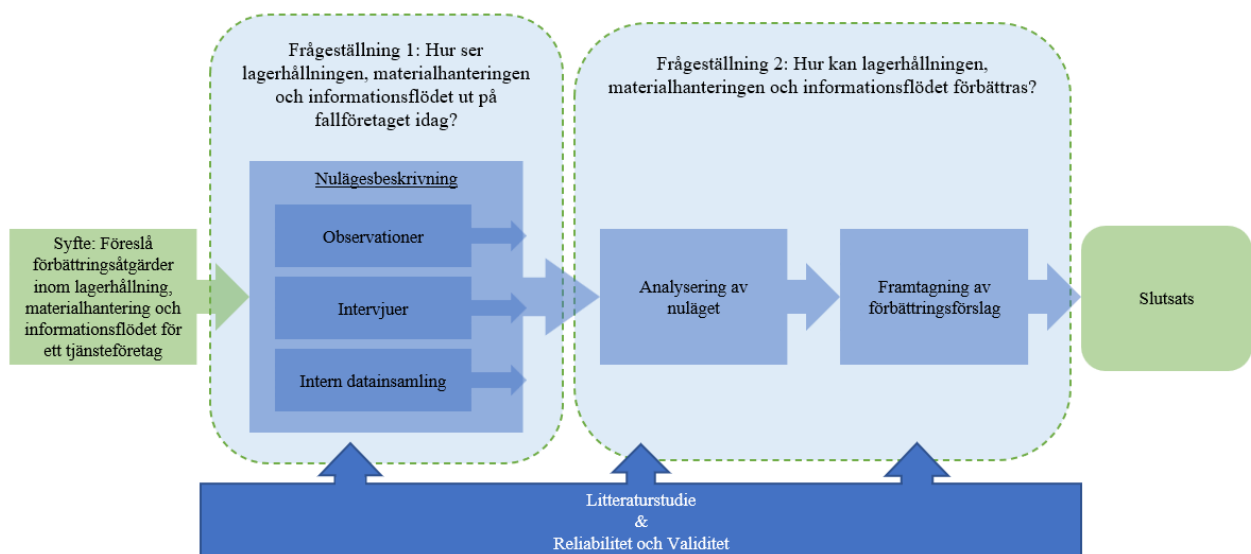 Syfte: Föreslå
förbättringsåtgärder
inom lagerhållning,
materialhantering och
informationsflödet för
ett tjänsteföretag
Frågeställning 1: Hur ser
lagerhållningen, materialhanteringen
och informationsflödet ut på
fallföretaget idag?
Nulägesbeskrivning
Observationer
Intervjuer
Intern datainsamling
Frågeställning 2: Hur kan lagerhållningen,
materialhanteringen och informationsflödet förbättras?
Analysering av
nuläget
Framtagning av
förbättringsförslag
Slutsats
Litteraturstudie
&
Reliabilitet och Validitet